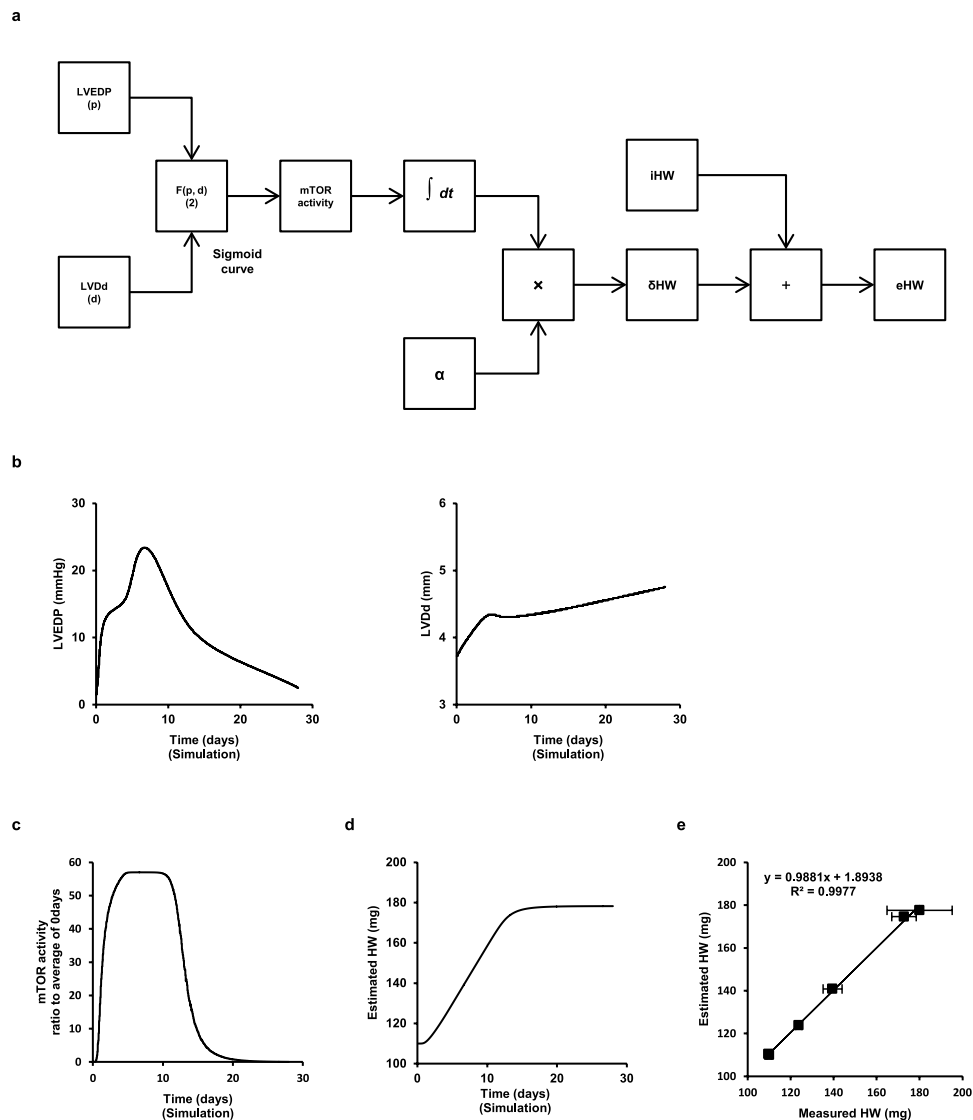 a
LVEDP
(p)
F(p, d)
(2)
mTOR
activity
∫ dt
iHW
Sigmoid
curve
LVDd
(d)
×
δHW
+
eHW
α
b
30
20
10
0
LVEDP (mmHg)
0 10 20 30
Time (days)
(Simulation)
6
5
4
3
LVDd (mm)
0 10 20 30
Time (days)
(Simulation)
c
60
50
40
30
20
10
0
mTOR activity
ratio to average of 0days
0 10 20 30
Time (days)
(Simulation)
d
200
180
160
140
120
100
Estimated HW (mg)
0 10 20 30
Time (days)
(Simulation)
e
y = 0.9881x + 1.8938
R² = 0.9977
200
180
160
140
120
100
Estimated HW (mg)
100 120 140 160 180 200
Measured HW (mg)